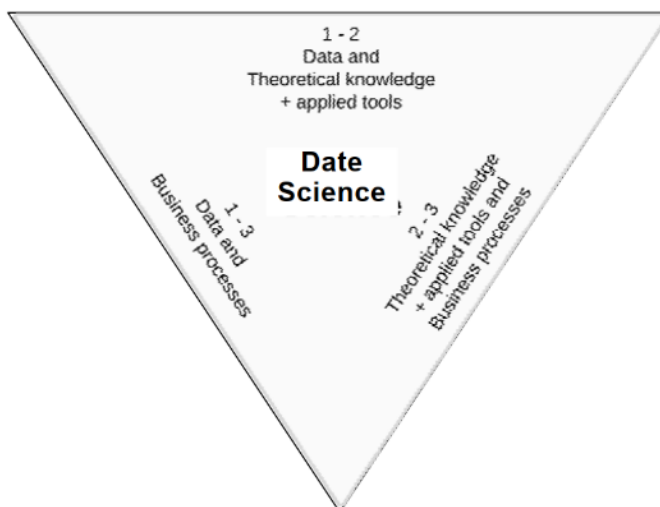 1 - 2
Data and
Theoretical knowledge
+ applied tools
Date
Science
1 - 3
Data and
Business processes
2 - 3
Theoretical knowledge
+ applied tools and
Business processes